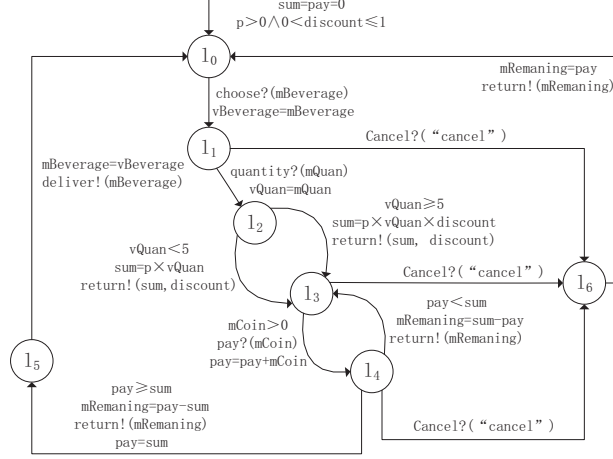 sum=pay=0
p>0∧0<discount≤1
l0
mRemaning=pay
return!(mRemaning)
choose?(mBeverage)
vBeverage=mBeverage
Cancel?(“cancel”)
l1
mBeverage=vBeverage
deliver!(mBeverage)
quantity?(mQuan)
vQuan=mQuan
vQuan≥5
sum=p×vQuan×discount
return!(sum, discount)
l2
vQuan<5
sum=p×vQuan
return!(sum,discount)
Cancel?(“cancel”)
l3
l6
pay<sum
mRemaning=sum-pay
return!(mRemaning)
mCoin>0
pay?(mCoin)
pay=pay+mCoin
l5
l4
pay≥sum
mRemaning=pay-sum
return!(mRemaning)
pay=sum
Cancel?(“cancel”)